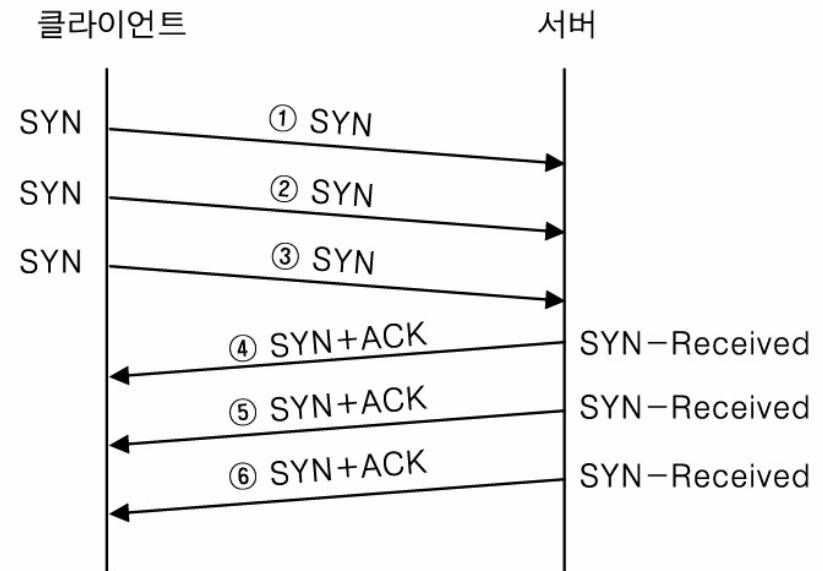 클라이언트 서버
SYN ① SYN
SYN ② SYN
SYN ③ SYN
④ SYN+ACK SYN-Received
⑤ SYN+ACK SYN-Received
⑥ SYN+ACK SYN-Received